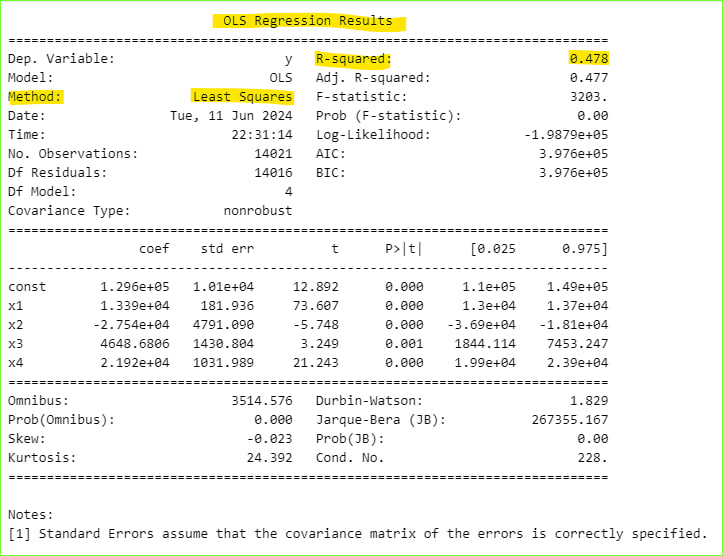 OLS Regression Results
==============================================================================
Dep. Variable:                      y   R-squared:                       0.478
Model:                            OLS   Adj. R-squared:                  0.477
Method:                 Least Squares   F-statistic:                     3203.
Date:                Tue, 11 Jun 2024   Prob (F-statistic):               0.00
Time:                        22:31:14   Log-Likelihood:            -1.9879e+05
No. Observations:               14021   AIC:                         3.976e+05
Df Residuals:                   14016   BIC:                         3.976e+05
Df Model:                           4
Covariance Type:            nonrobust
==============================================================================
                 coef    std err          t      P>|t|      [0.025      0.975]
------------------------------------------------------------------------------
const       1.296e+05   1.01e+04     12.892      0.000     1.1e+05    1.49e+05
x1          1.339e+04    181.936     73.607      0.000     1.3e+04    1.37e+04
x2         -2.754e+04   4791.090     -5.748      0.000   -3.69e+04   -1.81e+04
x3          4648.6806   1430.804      3.249      0.001    1844.114    7453.247
x4          2.192e+04   1031.989     21.243      0.000    1.99e+04    2.39e+04
==============================================================================
Omnibus:                     3514.576   Durbin-Watson:                   1.829
Prob(Omnibus):                  0.000   Jarque-Bera (JB):           267355.167
Skew:                          -0.023   Prob(JB):                         0.00
Kurtosis:                      24.392   Cond. No.                         228.
==============================================================================
Notes:
[1] Standard Errors assume that the covariance matrix of the errors is correctly specified.